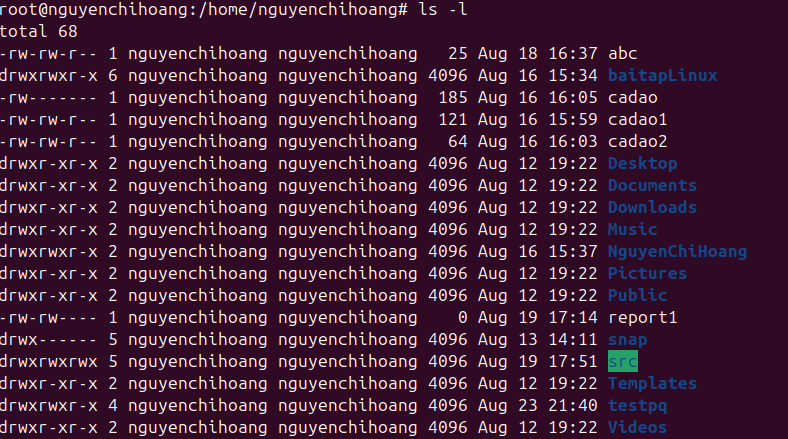 root@nguyenchihoang:/home/nguyenchihoang# ls -l
total 68
-rw-rw-r-- 1 nguyenchihoang nguyenchihoang   25 Aug 18 16:37 abc
drwxrwxr-x 6 nguyenchihoang nguyenchihoang 4096 Aug 16 15:34 baitapLinux
-rw------- 1 nguyenchihoang nguyenchihoang  185 Aug 16 16:05 cadao
-rw-rw-r-- 1 nguyenchihoang nguyenchihoang  121 Aug 16 15:59 cadao1
-rw-rw-r-- 1 nguyenchihoang nguyenchihoang   64 Aug 16 16:03 cadao2
drwxr-xr-x 2 nguyenchihoang nguyenchihoang 4096 Aug 12 19:22 Desktop
drwxr-xr-x 2 nguyenchihoang nguyenchihoang 4096 Aug 12 19:22 Documents
drwxr-xr-x 2 nguyenchihoang nguyenchihoang 4096 Aug 12 19:22 Downloads
drwxr-xr-x 2 nguyenchihoang nguyenchihoang 4096 Aug 12 19:22 Music
drwxrwxr-x 2 nguyenchihoang nguyenchihoang 4096 Aug 16 15:37 NguyenChiHoang
drwxr-xr-x 2 nguyenchihoang nguyenchihoang 4096 Aug 12 19:22 Pictures
drwxr-xr-x 2 nguyenchihoang nguyenchihoang 4096 Aug 12 19:22 Public
-rw-rw---- 1 nguyenchihoang nguyenchihoang    0 Aug 19 17:14 report1
drwx------ 5 nguyenchihoang nguyenchihoang 4096 Aug 13 14:11 snap
drwxrwxrwx 5 nguyenchihoang nguyenchihoang 4096 Aug 19 17:51 src
drwxr-xr-x 2 nguyenchihoang nguyenchihoang 4096 Aug 12 19:22 Templates
drwxrwxr-x 4 nguyenchihoang nguyenchihoang 4096 Aug 23 21:40 testpq
drwxr-xr-x 2 nguyenchihoang nguyenchihoang 4096 Aug 12 19:22 Videos